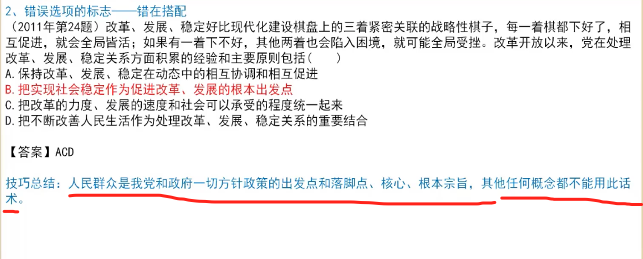 2、错误选项的标志——错在搭配
(2011年第24题)改革、发展、稳定好比现代化建设棋盘上的三着紧密关联的战略性棋子，每一着棋都下好了，相
互促进，就会全局皆活；如果有一着下不好，其他两着也会陷入困境，就可能全局受挫。改革开放以来，党在处理
改革、发展、稳定关系方面积累的经验和主要原则包括(　　)
A.保持改革、发展、稳定在动态中的相互协调和相互促进
B.把实现社会稳定作为促进改革、发展的根本出发点
C.把改革的力度、发展的速度和社会可以承受的程度统一起来
D.把不断改善人民生活作为处理改革、发展、稳定关系的重要结合
【答案】ACD
技巧总结：人民群众是我党和政府一切方针政策的出发点和落脚点、核心、根本宗旨，其他任何概念都不能用此话
术。